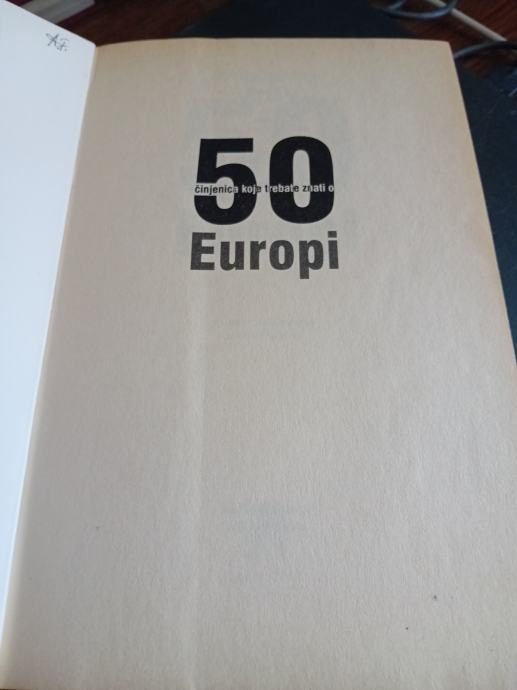 50
činjenica koje trebate znati o
Europi